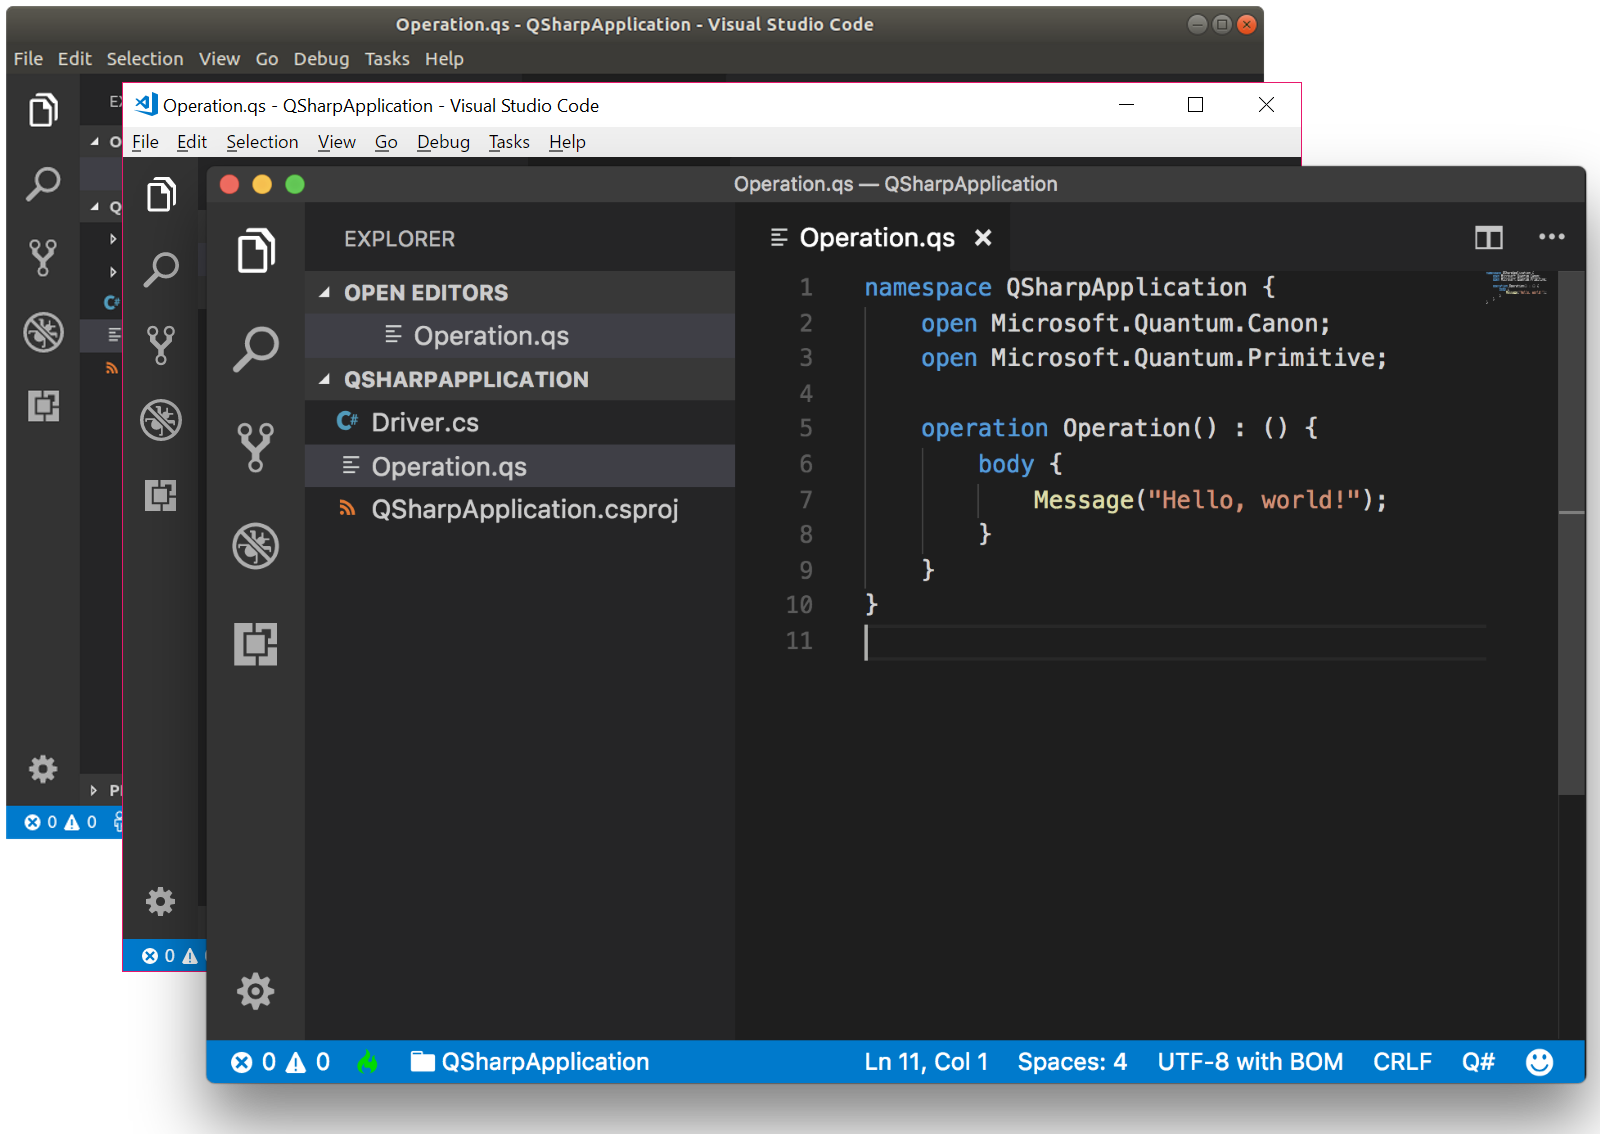 Operation.qs - QSharpApplication - Visual Studio Code
File Edit Selection View Go Debug Tasks Help
Operation.qs - QSharpApplication - Visual Studio Code
File Edit Selection View Go Debug Tasks Help
0 0
0
Operation.qs — QSharpApplication
EXPLORER
OPEN EDITORS
Operation.qs
QSHARPAPPLICATION
C# Driver.cs
Operation.qs
QSharpApplication.csproj
Operation.qs
1 namespace QSharpApplication {
2 open Microsoft.Quantum.Canon;
3 open Microsoft.Quantum.Primitive;
4
5 operation Operation() : () {
6 body {
7 Message("Hello, world!");
8 }
9 }
10 }
11
0 0 QSharpApplication Ln 11, Col 1 Spaces: 4 UTF-8 with BOM CRLF Q#